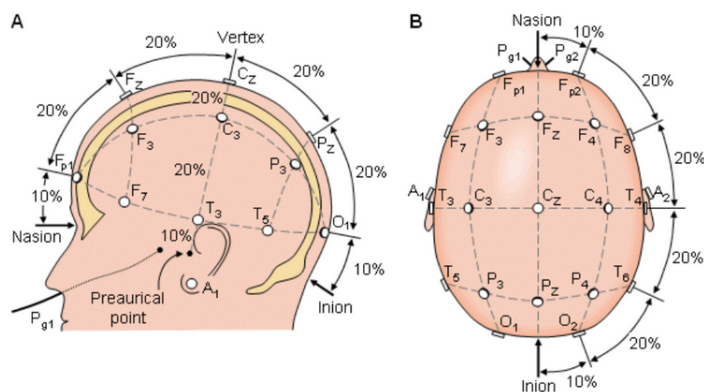 A
Vertex
20%
20%
Fz
Cz
20%
20%
20%
C3
F3
Pz
Fp1
20%
P3
20%
10%
F7
T3
T5
O1
Nasion
10%
10%
A1
Preaurical
point
Inion
Pg1
B
Nasion
10%
Pg1
Pg2
20%
Fp1
Fp2
F7
F3
Fz
F4
F8
20%
A1
T3
C3
Cz
C4
T4
A2
20%
T5
P3
Pz
P4
T6
O1
O2
20%
Inion
10%